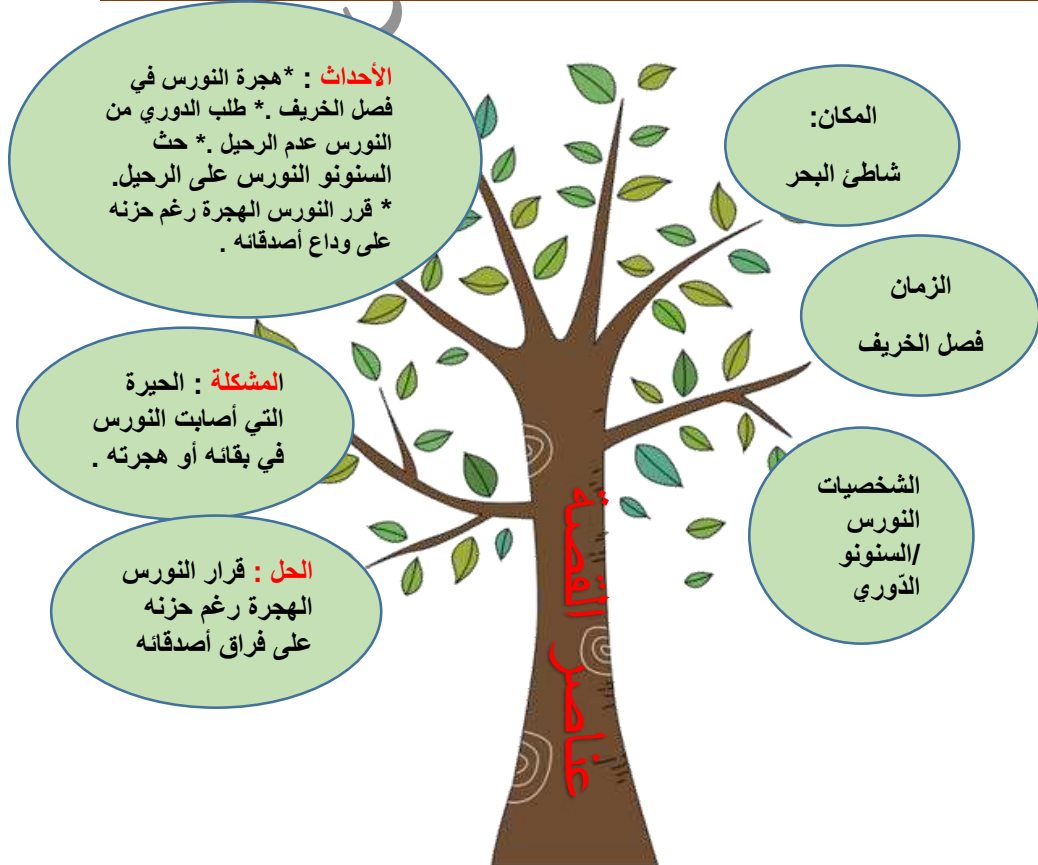 الأحداث : *هجرة النورس في
فصل الخريف .* طلب الدوري من
النورس عدم الرحيل .* حث
السنونو النورس على الرحيل.
* قرر النورس الهجرة رغم حزنه
على وداع أصدقائه .
المكان:
شاطئ البحر
الزمان
فصل الخريف
المشكلة : الحيرة
التي أصابت النورس
في بقائه أو هجرته .
الشخصيات
النورس
/السنونو
الدّوري
الحل : قرار النورس
الهجرة رغم حزنه
على فراق أصدقائه
عناصر القصة